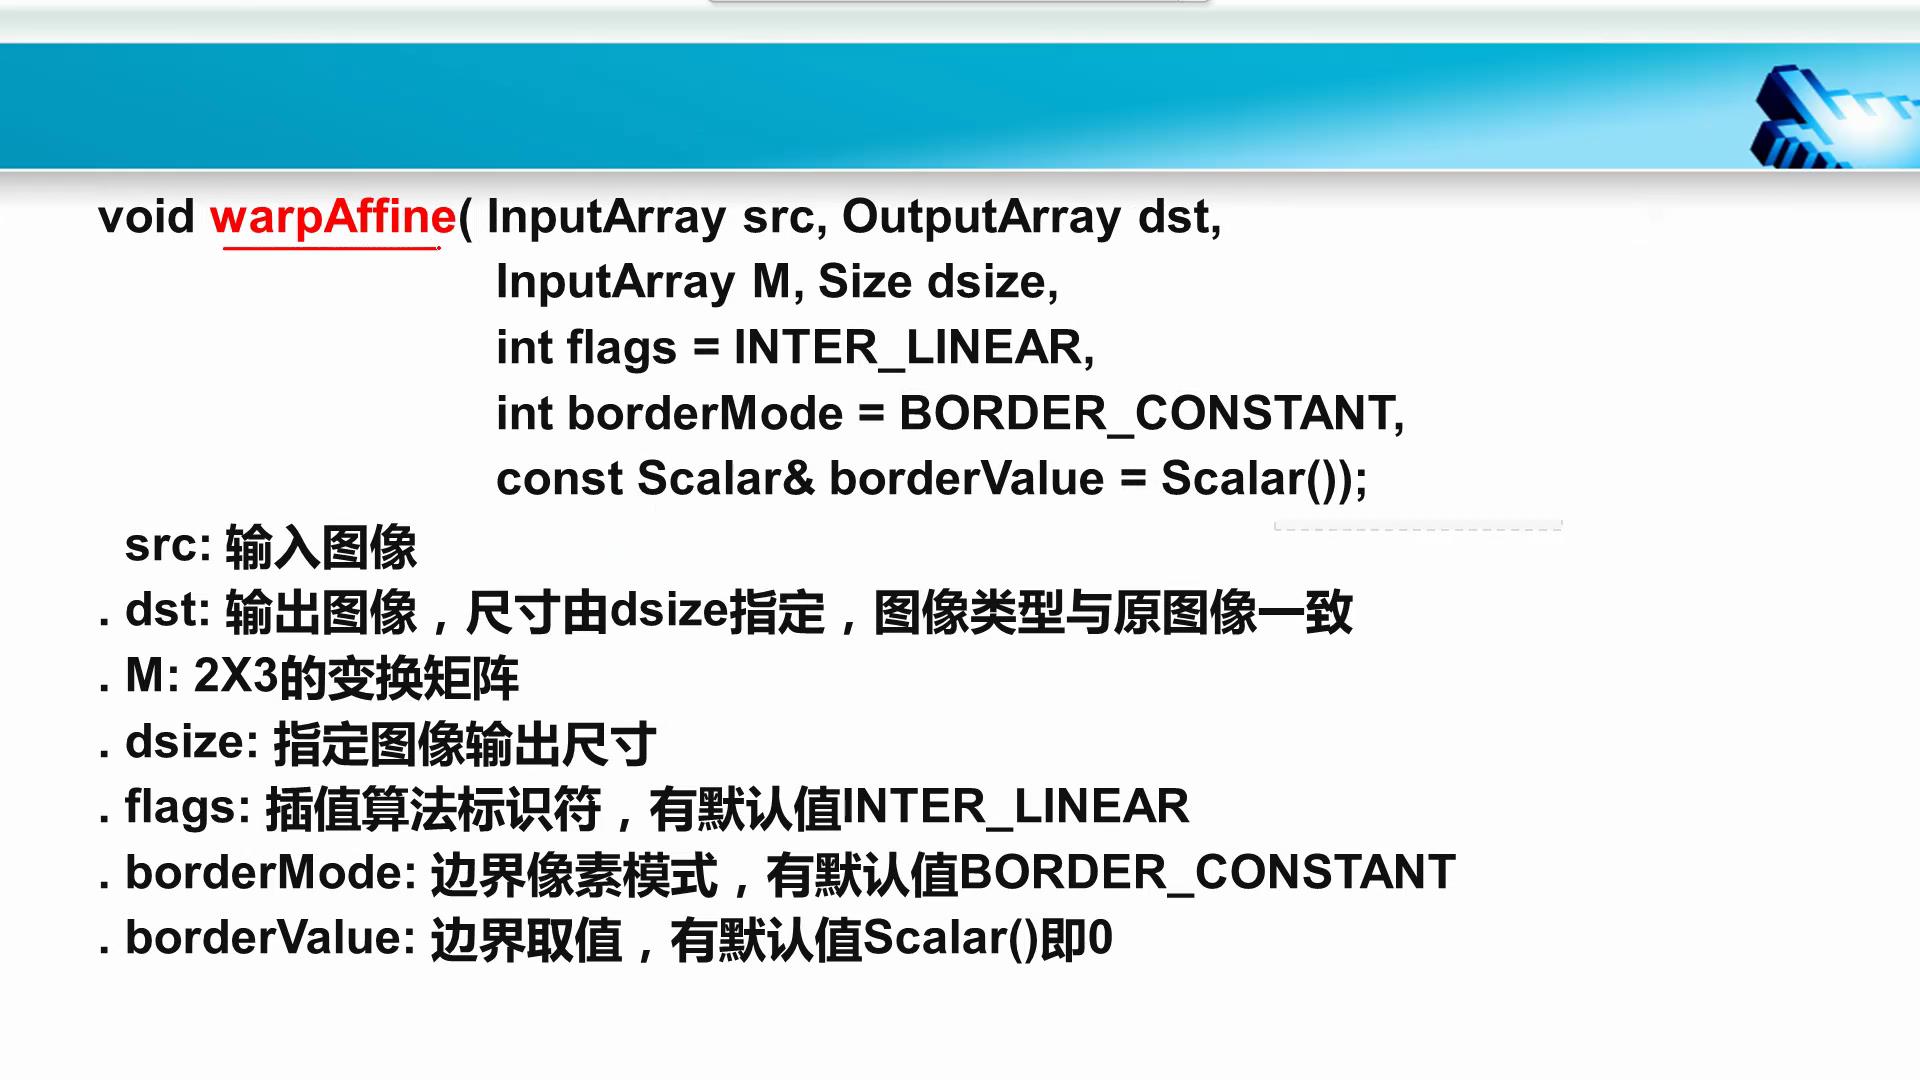 void warpAffine( InputArray src, OutputArray dst,
InputArray M, Size dsize,
int flags = INTER_LINEAR,
int borderMode = BORDER_CONSTANT,
const Scalar& borderValue = Scalar());
src: 输入图像
. dst: 输出图像，尺寸由dsize指定，图像类型与原图像一致
. M: 2X3的变换矩阵
. dsize: 指定图像输出尺寸
. flags: 插值算法标识符，有默认值INTER_LINEAR
. borderMode: 边界像素模式，有默认值BORDER_CONSTANT
. borderValue: 边界取值，有默认值Scalar()即0